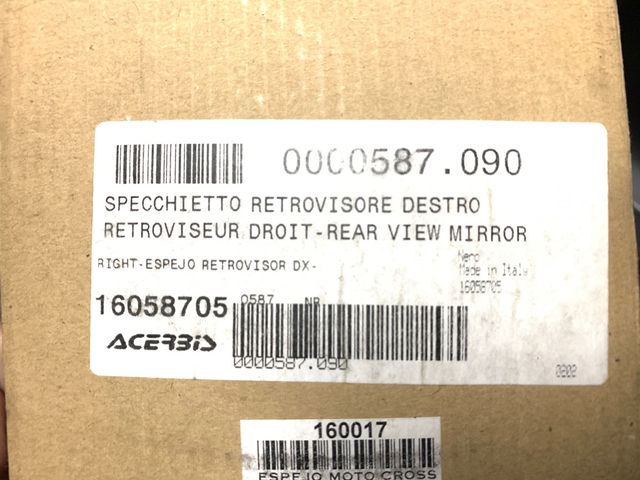 0000587.090
SPECCHIETTO RETROVISORE DESTRO
RETROVISEUR DROIT-REAR VIEW MIRROR
RIGHT-ESPEJO RETROVISOR DX-
Nero
Made in Italy
16058705
16058705
0587 NR
ACERBIS
0000587.090
0202
160017
ESPEJO MOTO CROSS